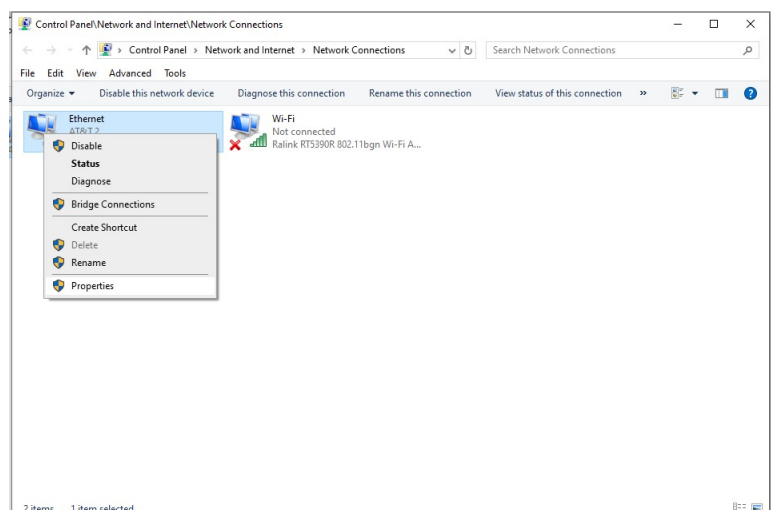 Control Panel\Network and Internet\Network Connections
Control Panel › Network and Internet › Network Connections
Search Network Connections
File Edit View Advanced Tools
Organize Disable this network device Diagnose this connection Rename this connection View status of this connection »
Ethernet
AT&T 2
Wi-Fi
Not connected
Ralink RT5390R 802.11bgn Wi-Fi A...
Disable
Status
Diagnose
Bridge Connections
Create Shortcut
Delete
Rename
Properties
2 items 1 item selected